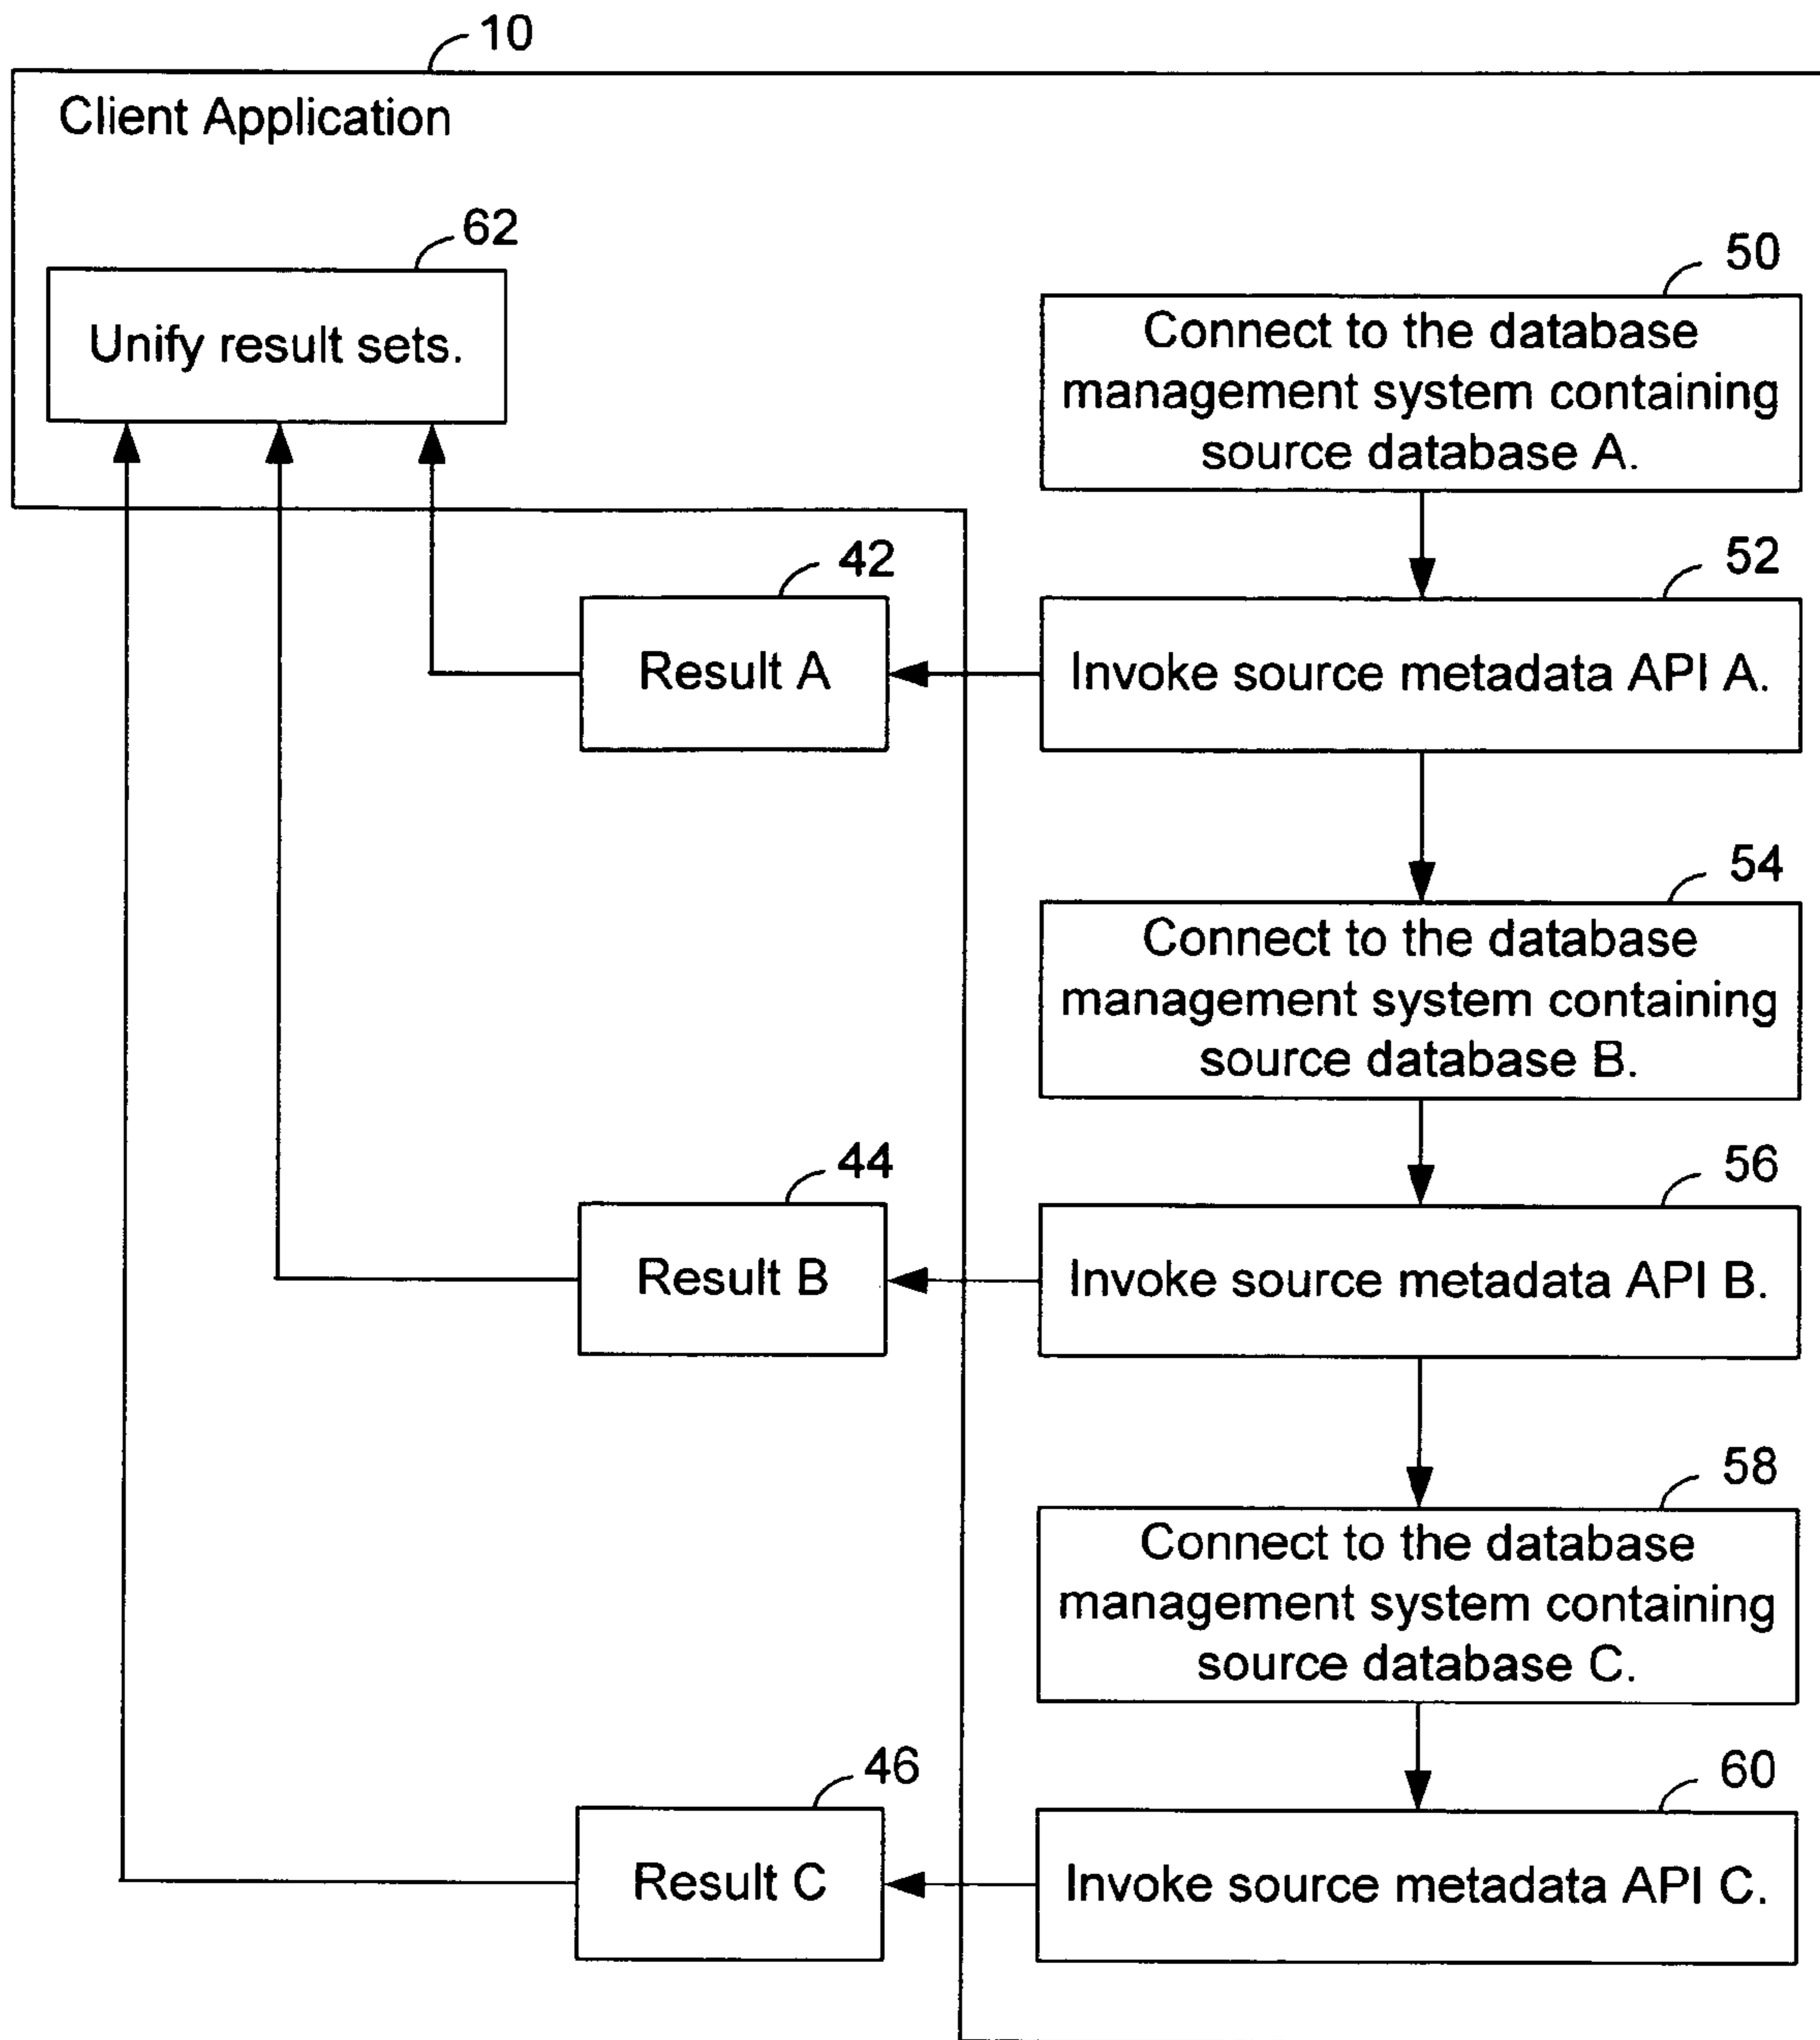 10
Client Application
62
Unify result sets.
50
Connect to the database
management system containing
source database A.
42
Result A
52
Invoke source metadata API A.
54
Connect to the database
management system containing
source database B.
44
Result B
56
Invoke source metadata API B.
58
Connect to the database
management system containing
source database C.
46
Result C
60
Invoke source metadata API C.